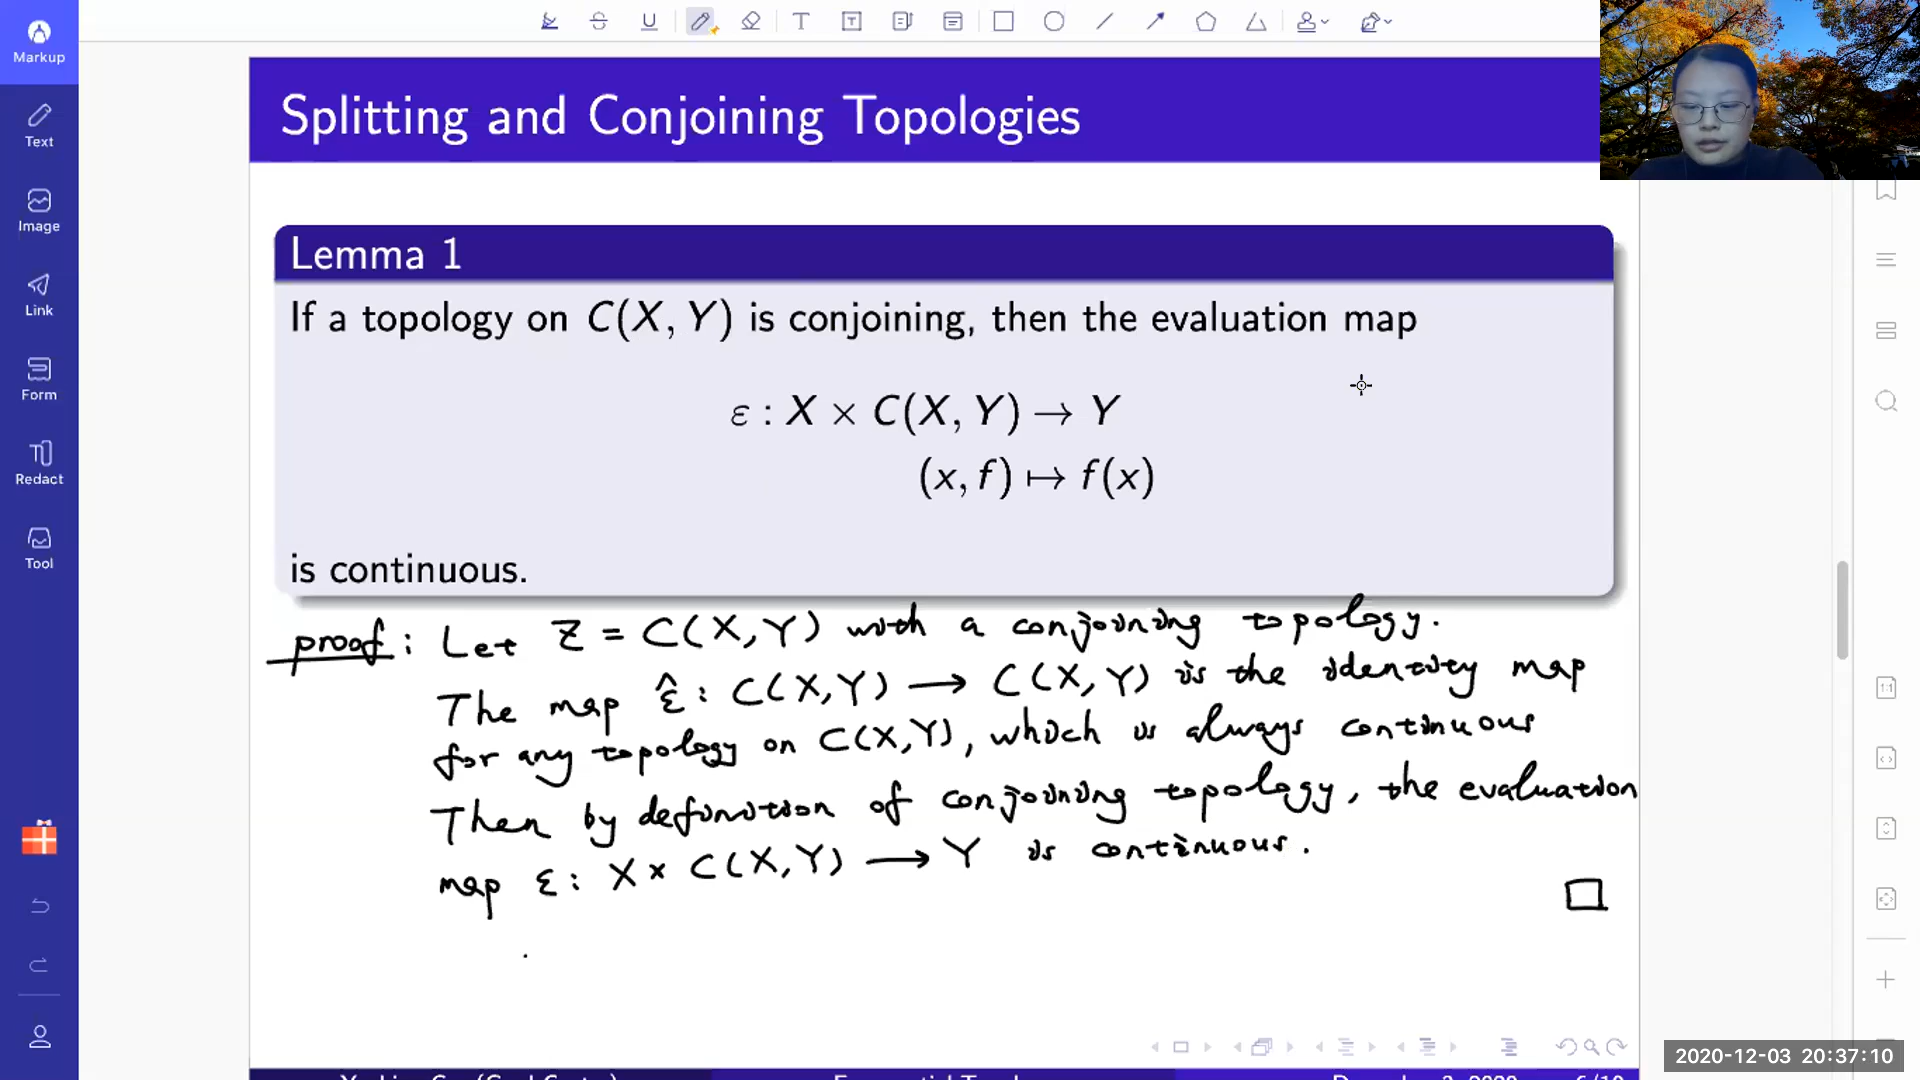 Markup
Text
Image
Link
Form
Redact
Tool
Splitting and Conjoining Topologies
Lemma 1
If a topology on C(X, Y) is conjoining, then the evaluation map
ε : X × C(X, Y) → Y
(x, f) ↦ f(x)
is continuous.
proof: Let Z = C(X,Y) with a conjoining topology.
The map ε̂: C(X,Y) → C(X,Y) is the identity map
for any topology on C(X,Y), which is always continuous
Then by definition of conjoining topology, the evaluation
map ε: X × C(X,Y) → Y is continuous.
□
2020-12-03 20:37:10